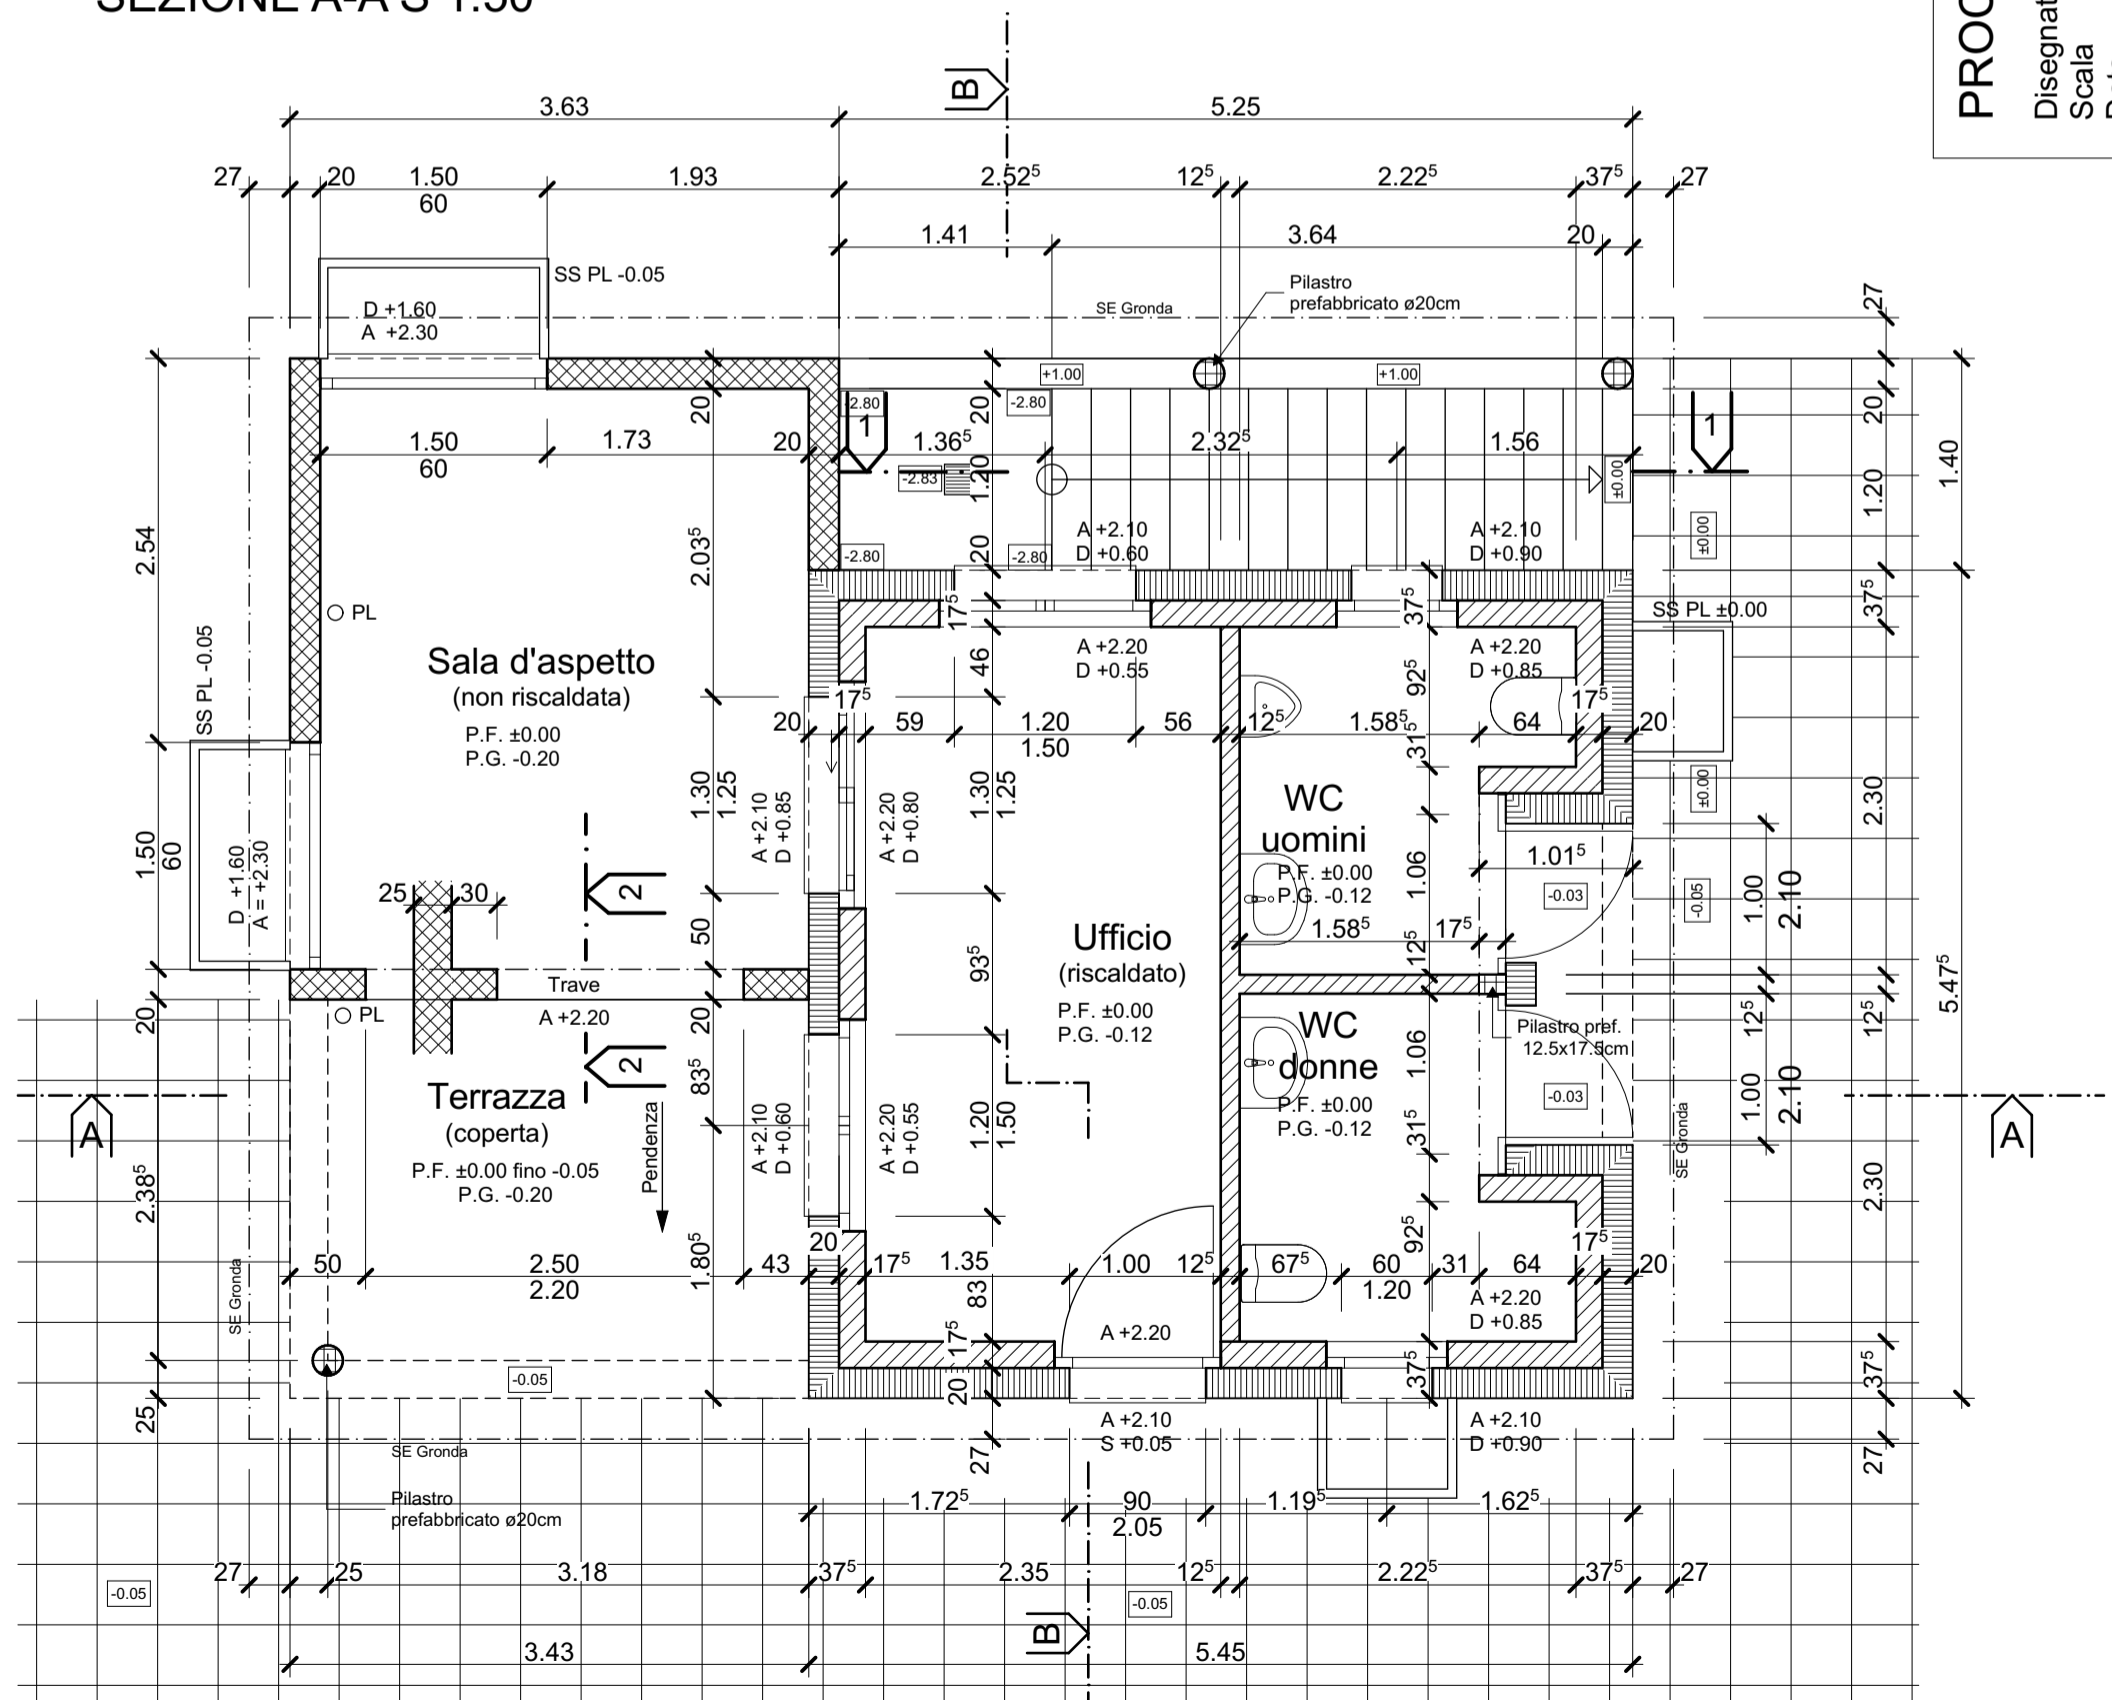 SEZIONE A-A S 1:50
PROG
Disegnat
Scala
B
3.63
5.25
27
20
1.50
60
1.93
2.52⁵
12⁵
2.22⁵
37⁵
27
1.41
3.64
20
SS PL -0.05
Pilastro
prefabbricato ø20cm
SE Gronda
D +1.60
A +2.30
27
+1.00
+1.00
20
-2.80
-2.80
20
20
1
1
1.50
60
1.73
20
1.36⁵
2.32⁵
1.56
1.20
-2.83
±0.00
1.20
1.40
2.54
2.03⁵
-2.80
-2.80
20
A +2.10
D +0.60
A +2.10
D +0.90
±0.00
PL
17⁵
37⁵
SS PL ±0.00
37⁵
SS PL -0.05
Sala d'aspetto
(non riscaldata)
P.F. ±0.00
P.G. -0.20
46
A +2.20
D +0.55
92⁵
A +2.20
D +0.85
17⁵
17⁵
20
59
1.20
1.50
56
12⁵
1.58⁵
31⁵
64
20
1.50
60
1.30
1.25
A +2.10
D +0.85
A +2.20
D +0.80
1.30
1.25
WC
uomini
P.F. ±0.00
P.G. -0.12
±0.00
2.30
D +1.60
A = +2.30
25
30
2
1.06
1.01⁵
-0.03
-0.05
1.00
2.10
50
93⁵
Ufficio
(riscaldato)
P.F. ±0.00
P.G. -0.12
1.58⁵
17⁵
12⁵
Trave
A +2.20
PL
20
20
5.47⁵
12⁵
12⁵
WC
donne
P.F. ±0.00
P.G. -0.12
Pilastro pref.
12.5x17.5cm
2
83⁵
1.06
1.00
2.10
-0.03
A
A
Terrazza
(coperta)
P.F. ±0.00 fino -0.05
P.G. -0.20
Pendenza
A +2.10
D +0.60
A +2.20
D +0.55
1.20
1.50
31⁵
SE Gronda
2.38⁵
2.30
1.80⁵
92⁵
17⁵
SE Gronda
50
2.50
2.20
43
20
17⁵
1.35
1.00
12⁵
67⁵
60
1.20
31
64
20
83
A +2.20
D +0.85
A +2.20
17⁵
37⁵
37⁵
-0.05
20
25
SE Gronda
A +2.10
S +0.05
A +2.10
D +0.90
27
27
Pilastro
prefabbricato ø20cm
1.72⁵
90
2.05
1.19⁵
1.62⁵
27
25
3.18
37⁵
2.35
12⁵
2.22⁵
37⁵
27
-0.05
-0.05
B
3.43
5.45